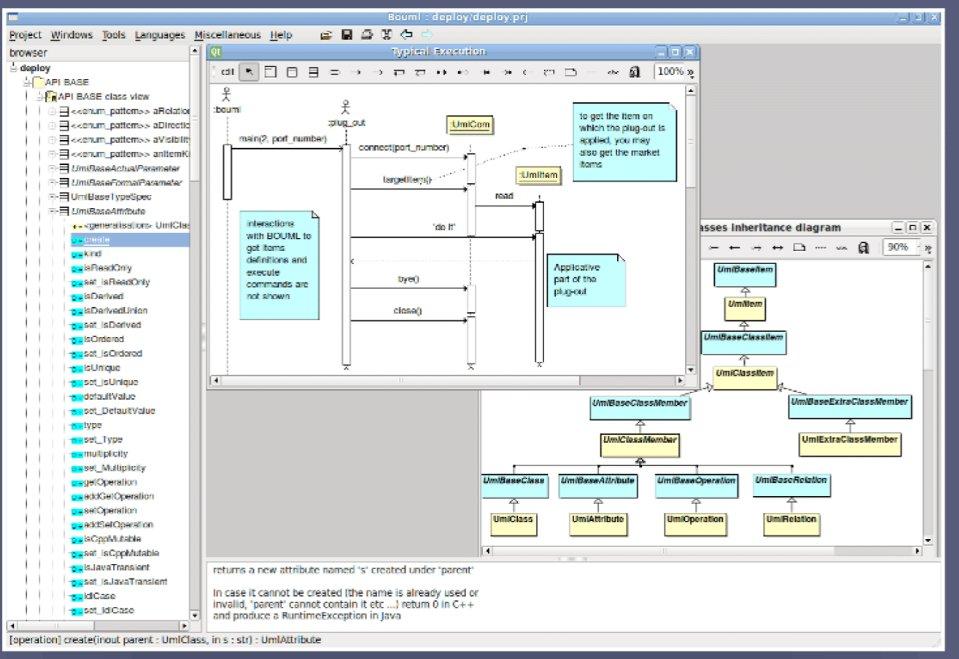 Bouml : deploy/deploy.prj
Project Windows Tools Languages Miscellaneous Help
browser
deploy
API BASE
API BASE class view
<<enum_pattern>> aRelatio
<<enum_pattern>> aDirectio
<<enum_pattern>> aVisibilit
<<enum_pattern>> anItemKi
UmlBaseActualParameter
UmlBaseFormalParameter
UmlBaseTypeSpec
UmlBaseAttribute
<generalisation> UmlClas
create
kind
isReadOnly
set_isReadOnly
isDerived
isDerivedUnion
set_isDerived
isOrdered
set_isOrdered
isUnique
set_isUnique
defaultValue
set_DefaultValue
type
set_Type
multiplicity
set_Multiplicity
getOperation
addGetOperation
setOperation
addSetOperation
isCppMutable
set_isCppMutable
isJavaTransient
set_isJavaTransient
idlCase
set_IdlCase
Typical Execution
edit
100%
:bouml
:plug_out
:UmlCom
:UmlItem
main(2, port_number)
connect(port_number)
targetItem()
read
"do it"
bye()
close()
to get the item on
which the plug-out is
applied, you may
also get the market
items
interactions
with BOUML to
get items
definitions and
execute
commands are
not shown
Applicative
part of the
plug-out
asses inheritance diagram
90%
UmlBaseItem
UmlItem
UmlBaseClassItem
UmlClassItem
UmlBaseClassMember
UmlBaseExtraClassMember
UmlClassMember
UmlExtraClassMember
UmlBaseClass
UmlBaseAttribute
UmlBaseOperation
UmlBaseRelation
UmlClass
UmlAttribute
UmlOperation
UmlRelation
returns a new attribute named 's' created under 'parent'
In case it cannot be created (the name is already used or
invalid, 'parent' cannot contain it etc ...) return 0 in C++
and produce a RuntimeException in Java
[operation] create(inout parent : UmlClass, in s : str) : UmlAttribute